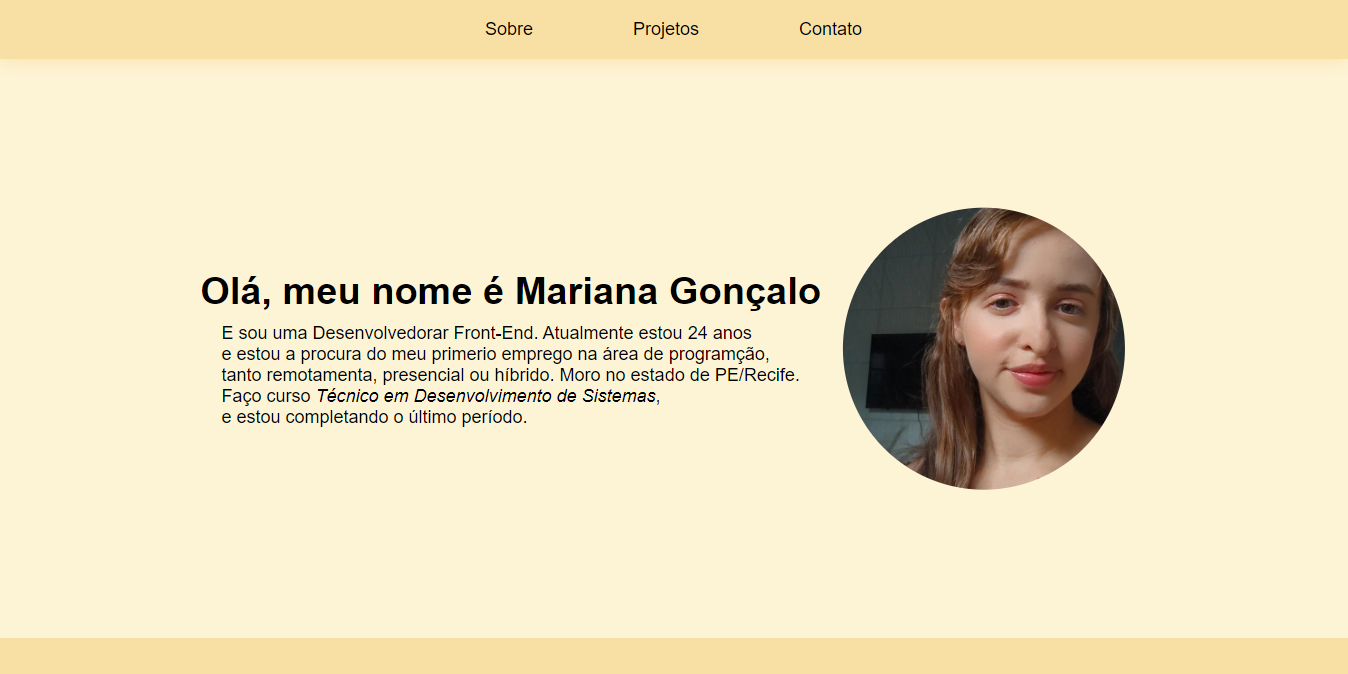 Sobre Projetos Contato
Olá, meu nome é Mariana Gonçalo
E sou uma Desenvolvedorar Front-End. Atualmente estou 24 anos
e estou a procura do meu primerio emprego na área de programção,
tanto remotamenta, presencial ou híbrido. Moro no estado de PE/Recife.
Faço curso Técnico em Desenvolvimento de Sistemas,
e estou completando o último período.